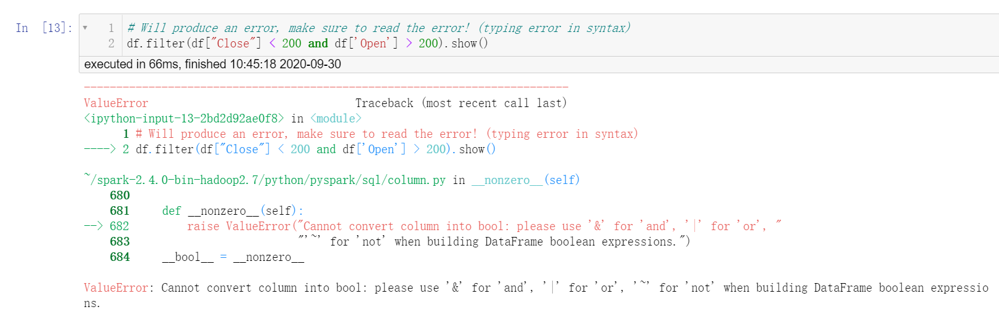 In [13]:
1 # Will produce an error, make sure to read the error! (typing error in syntax)
2 df.filter(df["Close"] < 200 and df['Open'] > 200).show()
executed in 66ms, finished 10:45:18 2020-09-30
---------------------------------------------------------------------------
ValueError                                Traceback (most recent call last)
<ipython-input-13-2bd2d92ae0f8> in <module>
      1 # Will produce an error, make sure to read the error! (typing error in syntax)
----> 2 df.filter(df["Close"] < 200 and df['Open'] > 200).show()
~/spark-2.4.0-bin-hadoop2.7/python/pyspark/sql/column.py in __nonzero__(self)
    680
    681     def __nonzero__(self):
--> 682         raise ValueError("Cannot convert column into bool: please use '&' for 'and', '|' for 'or', "
    683                          "'~' for 'not' when building DataFrame boolean expressions.")
    684     __bool__ = __nonzero__
ValueError: Cannot convert column into bool: please use '&' for 'and', '|' for 'or', '~' for 'not' when building DataFrame boolean expressio
ns.